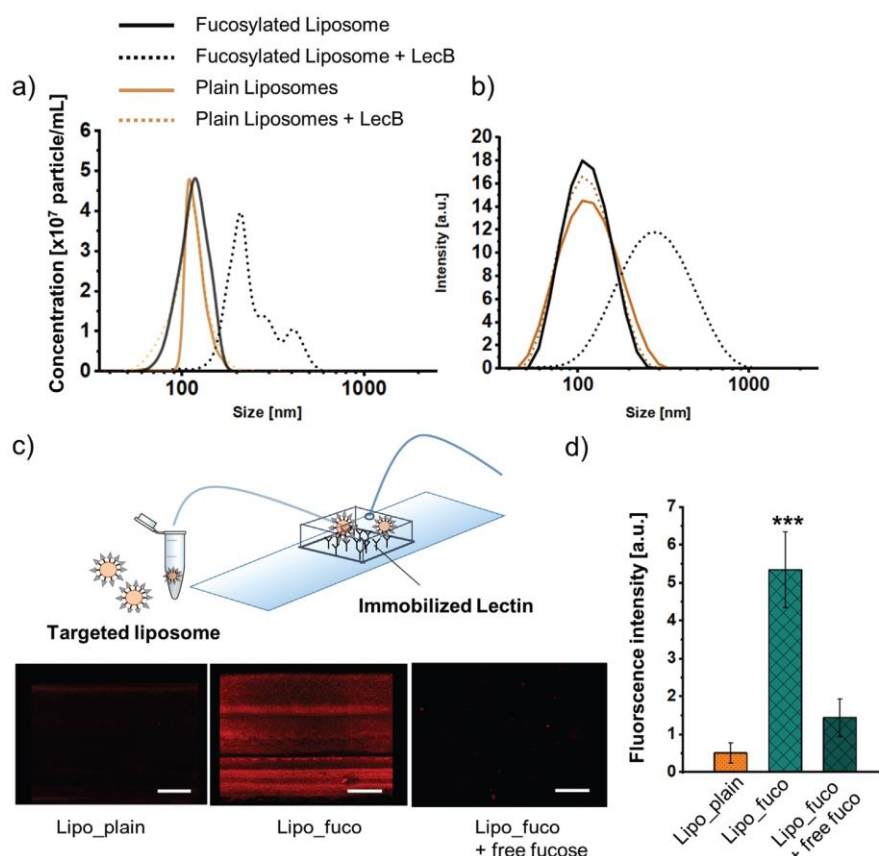 Fucosylated Liposome
Fucosylated Liposome + LecB
Plain Liposomes
Plain Liposomes + LecB
a)
6
5
4
3
2
1
0
Concentration [x10⁷ particle/mL]
100
1000
Size [nm]
b)
20
18
16
14
12
10
8
6
4
2
0
Intensity [a.u.]
100
1000
Size [nm]
c)
Targeted liposome
Immobilized Lectin
Lipo_plain
Lipo_fuco
Lipo_fuco
+ free fucose
d)
7
6
5
4
3
2
1
0
Fluorscence intensity [a.u.]
***
Lipo_plain
Lipo_fuco
Lipo_fuco
+ free fuco